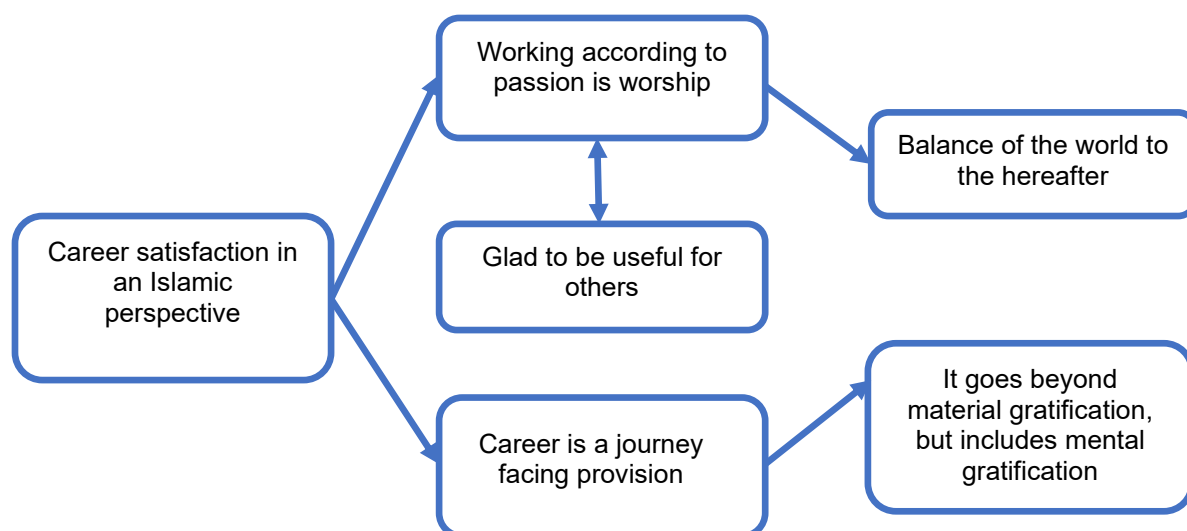 Career satisfaction in
an Islamic
perspective
Working according to
passion is worship
Glad to be useful for
others
Career is a journey
facing provision
Balance of the world to
the hereafter
It goes beyond
material gratification,
but includes mental
gratification